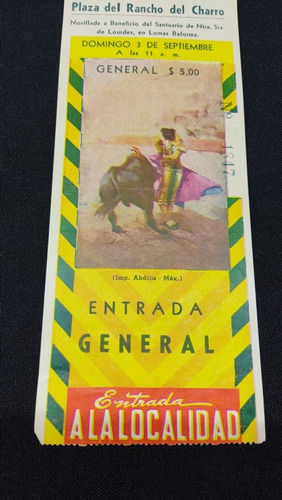 Plaza del Rancho del Charro
Novillada a Beneficio del Santuario de Ntra. Sra.
de Lourdes, en Lomas Reforma.
DOMINGO 3 DE SEPTIEMBRE
A las 11 a. m.
GENERAL $ 5.00
(Imp. Abóitiz - Méx.)
ENTRADA
GENERAL
Entrada
A LA LOCALIDAD